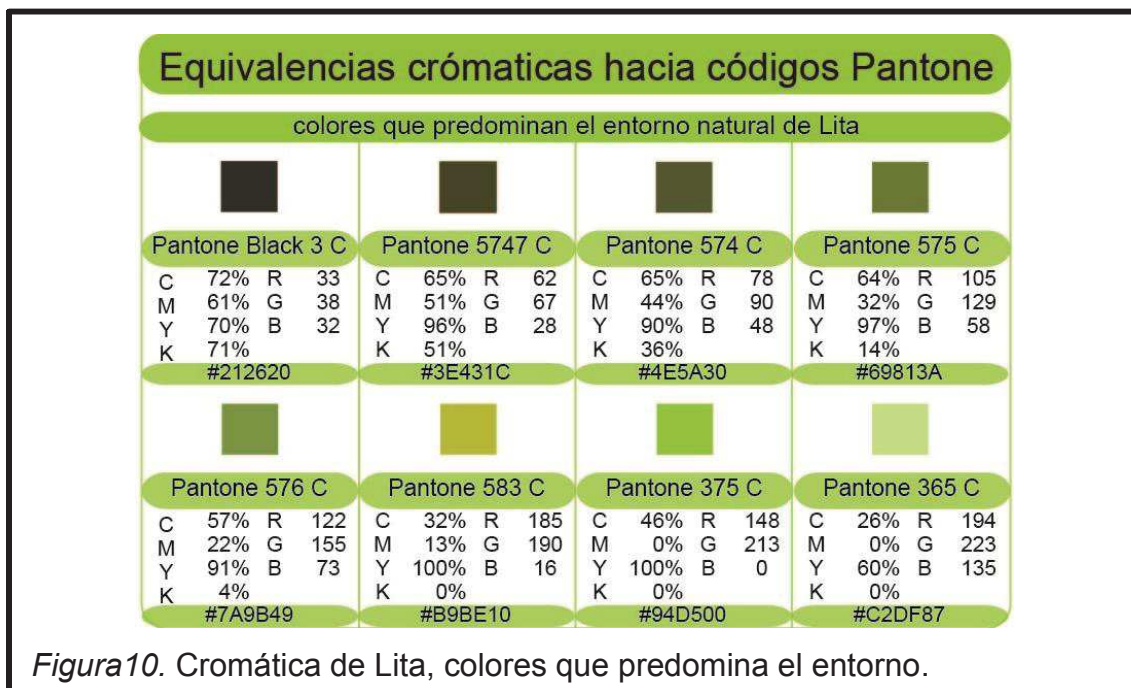 Equivalencias crómaticas hacia códigos Pantone
colores que predominan el entorno natural de Lita
Pantone Black 3 C Pantone 5747 C Pantone 574 C Pantone 575 C
C 72% R 33 C 65% R 62 C 65% R 78 C 64% R 105
M 61% G 38 M 51% G 67 M 44% G 90 M 32% G 129
Y 70% B 32 Y 96% B 28 Y 90% B 48 Y 97% B 58
K 71% K 51% K 36% K 14%
#212620 #3E431C #4E5A30 #69813A
Pantone 576 C Pantone 583 C Pantone 375 C Pantone 365 C
C 57% R 122 C 32% R 185 C 46% R 148 C 26% R 194
M 22% G 155 M 13% G 190 M 0% G 213 M 0% G 223
Y 91% B 73 Y 100% B 16 Y 100% B 0 Y 60% B 135
K 4% K 0% K 0% K 0%
#7A9B49 #B9BE10 #94D500 #C2DF87
Figura10. Cromática de Lita, colores que predomina el entorno.